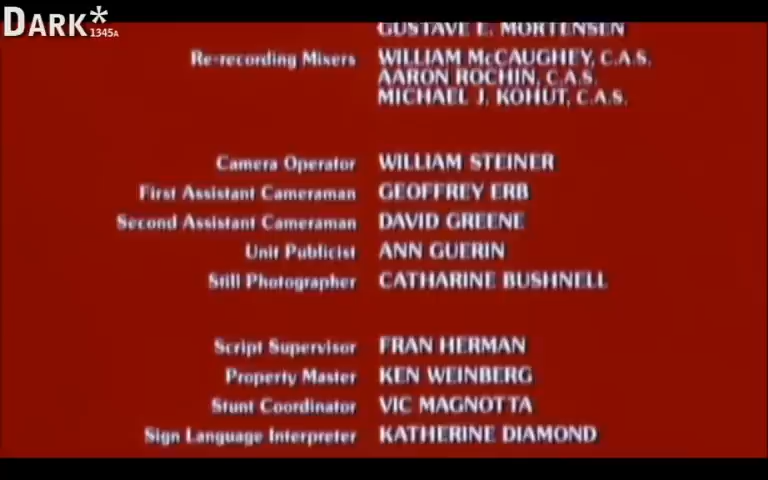 DARK*
1345A
GUSTAVE E. MORTENSEN
Re-recording Mixers WILLIAM McCAUGHEY, C.A.S.
AARON ROCHIN, C.A.S.
MICHAEL J. KOHUT, C.A.S.
Camera Operator WILLIAM STEINER
First Assistant Cameraman GEOFFREY ERB
Second Assistant Cameraman DAVID GREENE
Unit Publicist ANN GUERIN
Still Photographer CATHARINE BUSHNELL
Script Supervisor FRAN HERMAN
Property Master KEN WEINBERG
Stunt Coordinator VIC MAGNOTTA
Sign Language Interpreter KATHERINE DIAMOND